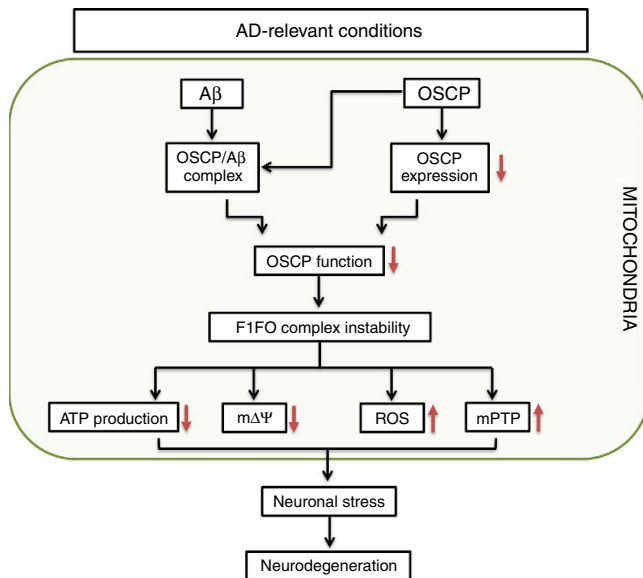 AD-relevant conditions
Aβ
OSCP
OSCP/Aβ
complex
OSCP
expression
OSCP function
F1FO complex instability
ATP production
mΔΨ
ROS
mPTP
MITOCHONDRIA
Neuronal stress
Neurodegeneration